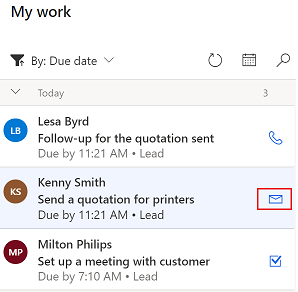 My work
By: Due date
Today 3
LB Lesa Byrd
Follow-up for the quotation sent
Due by 11:21 AM • Lead
KS Kenny Smith
Send a quotation for printers
Due by 11:21 AM • Lead
MP Milton Philips
Set up a meeting with customer
Due by 7:10 AM • Lead